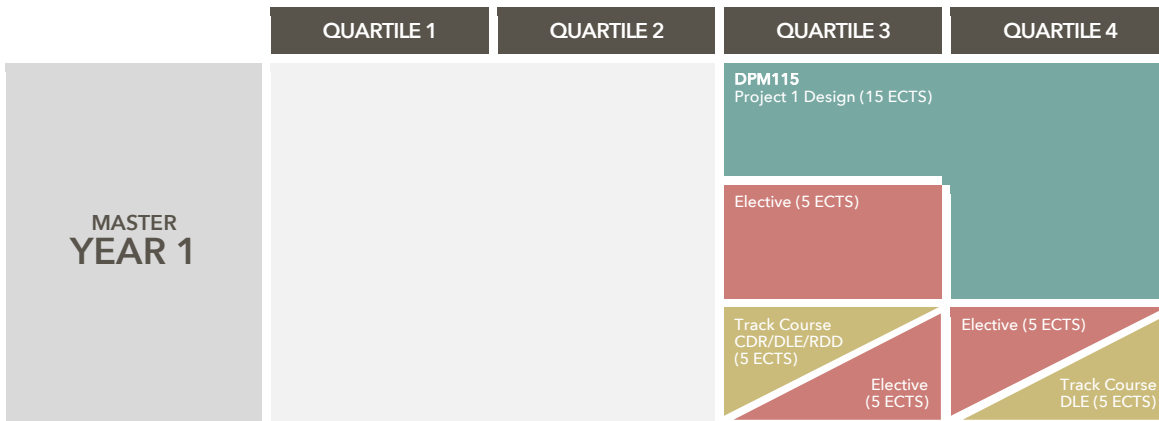 QUARTILE 1
QUARTILE 2
QUARTILE 3
QUARTILE 4
MASTER
YEAR 1
DPM115
Project 1 Design (15 ECTS)
Elective (5 ECTS)
Track Course
CDR/DLE/RDD
(5 ECTS)
Elective
(5 ECTS)
Elective (5 ECTS)
Track Course
DLE (5 ECTS)